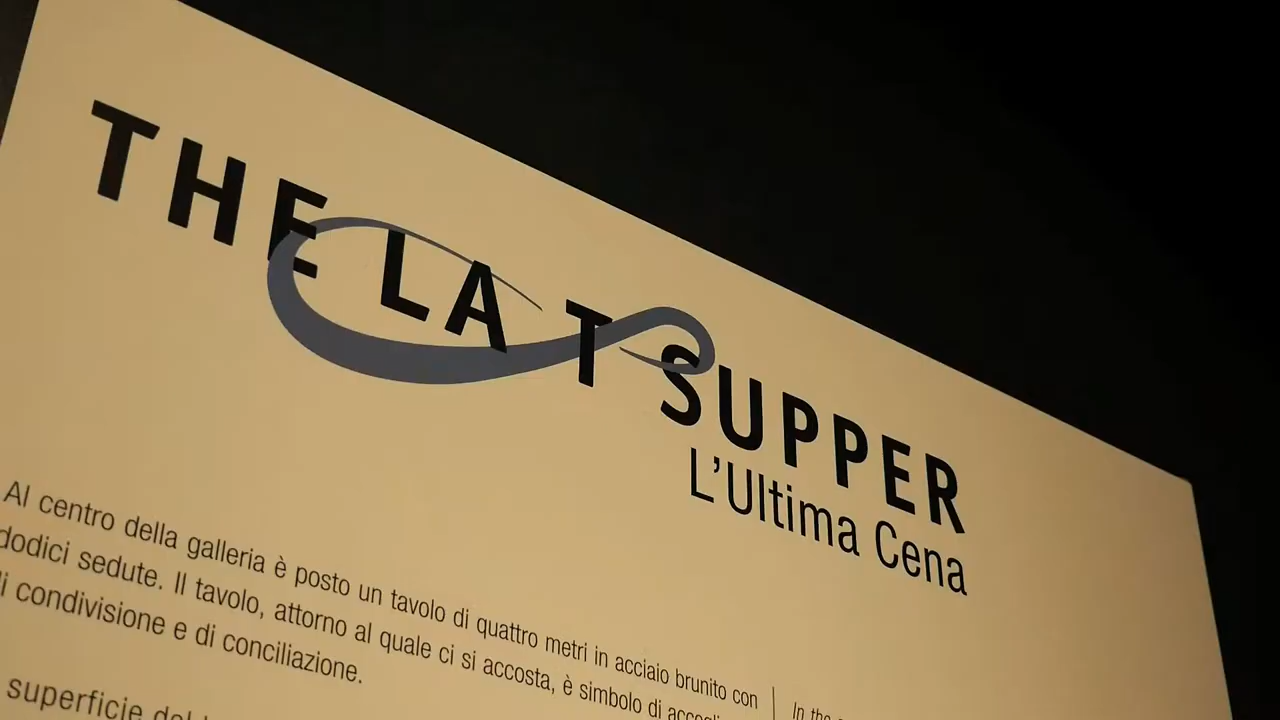 THE LA T SUPPER
L'Ultima Cena
Al centro della galleria è posto un tavolo di quattro metri in acciaio brunito con
dodici sedute. Il tavolo, attorno al quale ci si accosta, è simbolo di
di condivisione e di conciliazione.
superficie
In the